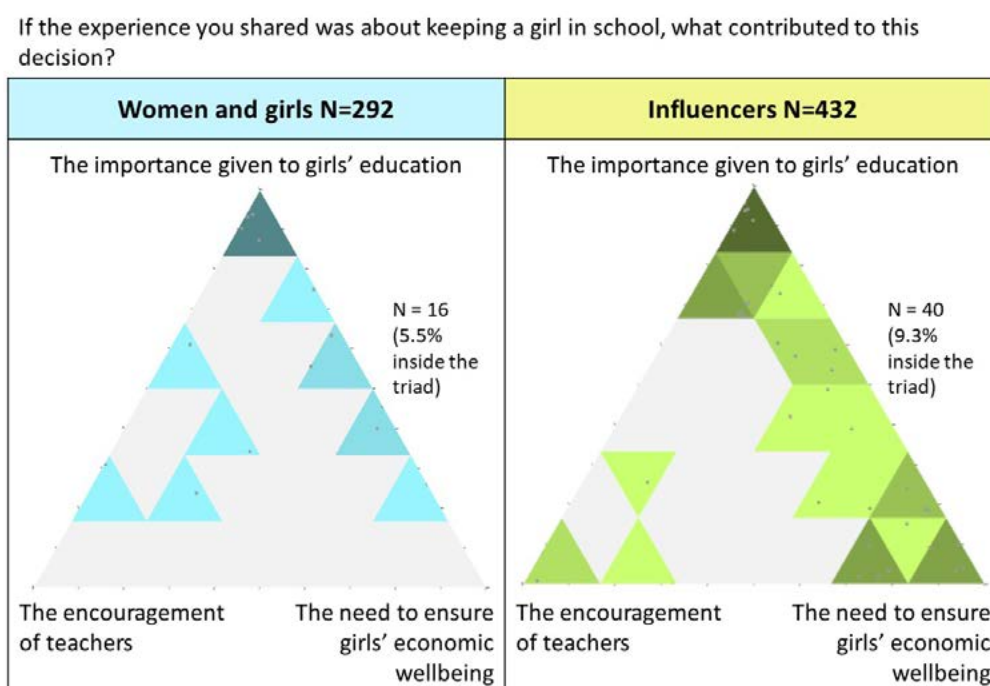 If the experience you shared was about keeping a girl in school, what contributed to this
decision?
Women and girls N=292
Influencers N=432
The importance given to girls’ education
N = 16
(5.5%
inside the
triad)
The encouragement
of teachers
The need to ensure
girls’ economic
wellbeing
The importance given to girls’ education
N = 40
(9.3%
inside the
triad)
The encouragement
of teachers
The need to ensure
girls’ economic
wellbeing